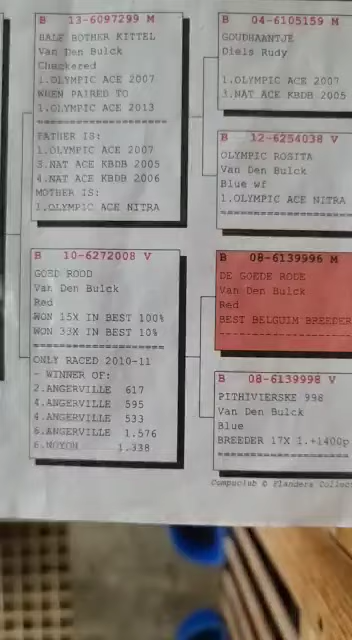 B 13-6097299 M
HALF BOTHER KITTEL
Van Den Bulck
Checkered
1.OLYMPIC ACE 2007
WHEN PAIRED TO
1.OLYMPIC ACE 2013
====================
FATHER IS:
1.OLYMPIC ACE 2007
3.NAT ACE KBDB 2005
4.NAT ACE KBDB 2006
MOTHER IS:
1.OLYMPIC ACE NITRA
B 10-6272008 V
GOED ROOD
Van Den Bulck
Red
WON 15X IN BEST 100%
WON 33X IN BEST 10%
====================
ONLY RACED 2010-11
- WINNER OF:
2.ANGERVILLE 617
4.ANGERVILLE 595
4.ANGERVILLE 533
6.ANGERVILLE 1.576
6.NOYON 1.338
B 04-6105159 M
GOUDHAANTJE
Diels Rudy
1.OLYMPIC ACE 2007
3.NAT ACE KBDB 2005
B 12-6254038 V
OLYMPIC ROSITA
Van Den Bulck
Blue wf
1.OLYMPIC ACE NITRA
====================
B 08-6139996 M
DE GOEDE RODE
Van Den Bulck
Red
BEST BELGUIM BREEDER
====================
B 08-6139998 V
PITHIVIERSKE 998
Van Den Bulck
Blue
BREEDER 17X 1.+1400p
====================
Compuclub © Flanders Collec